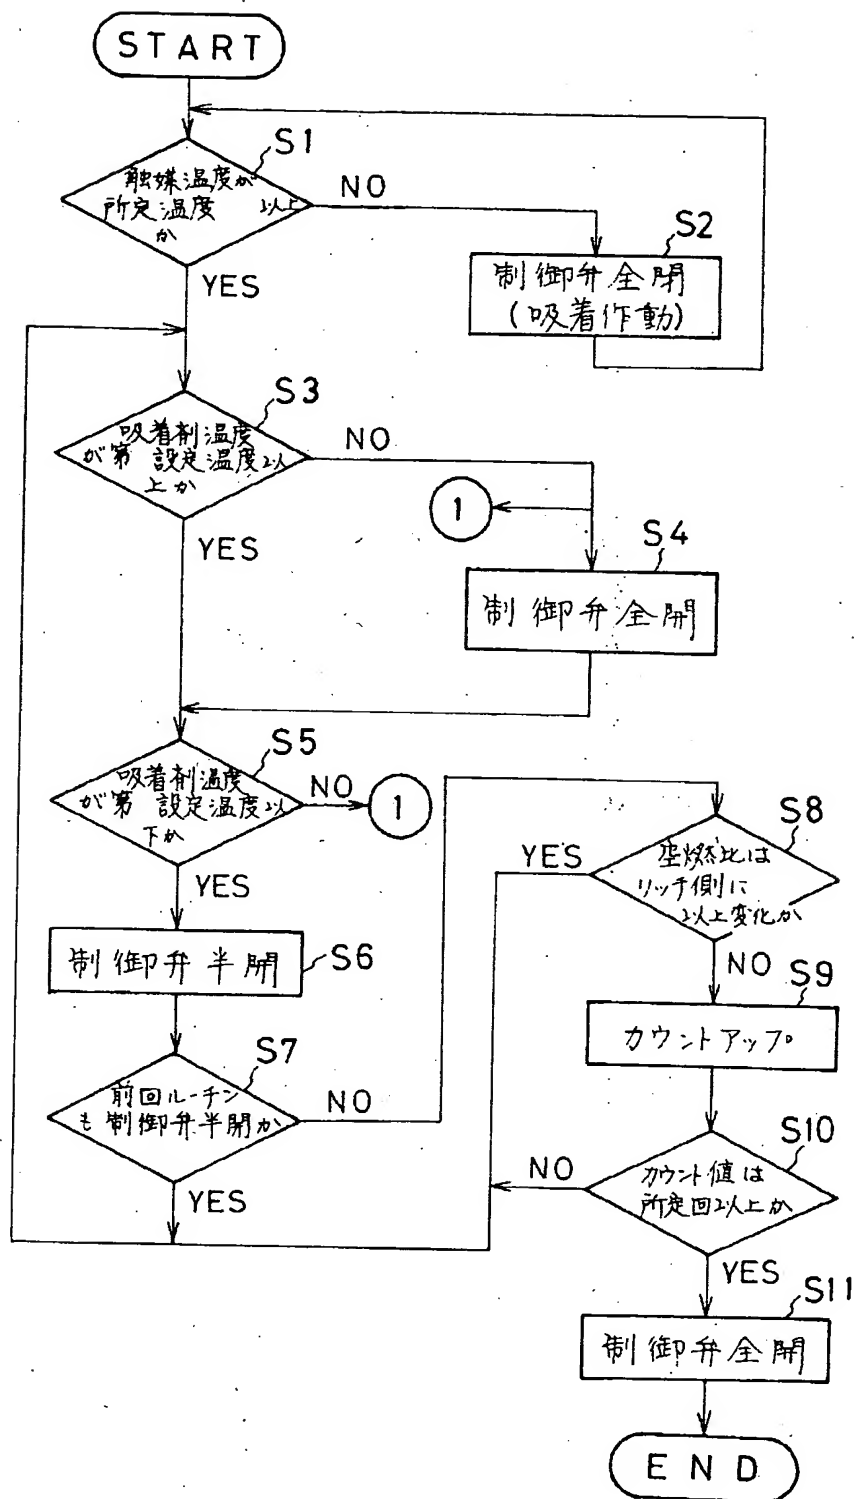 START
S1
触媒温度が
所定温度 以上
か
NO
YES
S2
制御弁全閉
(吸着作動)
S3
吸着剤温度
が第 設定温度以
上か
NO
YES
1
S4
制御弁全開
S5
吸着剤温度
が第 設定温度以
下か
NO
1
YES
S6
制御弁半開
S7
前回ルーチン
も制御弁半開か
NO
YES
S8
空燃比は
リッチ側に
以上変化か
YES
NO
S9
カウントアップ
S10
カウント値は
所定回以上か
NO
YES
S11
制御弁全開
END